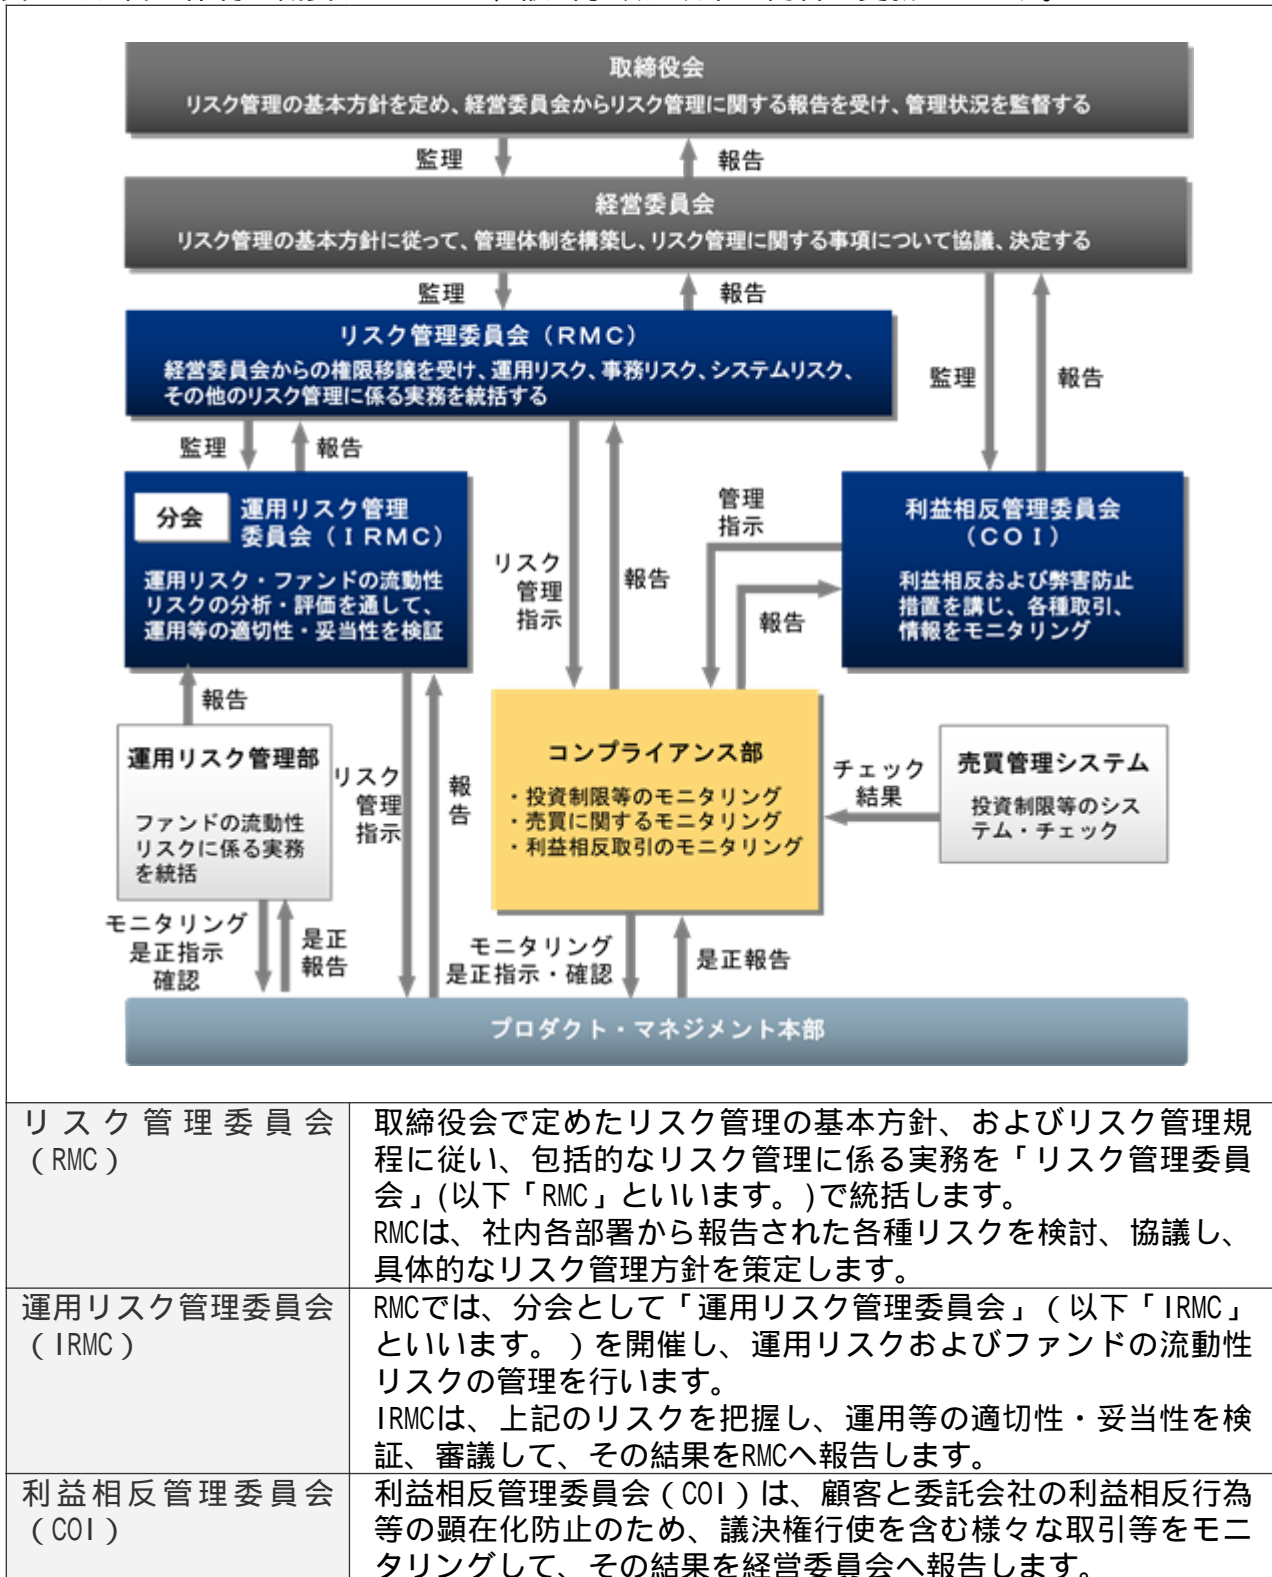 取締役会
リスク管理の基本方針を定め、経営委員会からリスク管理に関する報告を受け、管理状況を監督する
監理
報告
経営委員会
リスク管理の基本方針に従って、管理体制を構築し、リスク管理に関する事項について協議、決定する
監理
報告
リスク管理委員会（RMC）
経営委員会からの権限移譲を受け、運用リスク、事務リスク、システムリスク、
その他のリスク管理に係る実務を統括する
監理
報告
監理
報告
分会
運用リスク管理
委員会（ＩＲＭＣ）
運用リスク・ファンドの流動性
リスクの分析・評価を通して、
運用等の適切性・妥当性を検証
リスク
管理
指示
報告
管理
指示
報告
利益相反管理委員会
（ＣＯＩ）
利益相反および弊害防止
措置を講じ、各種取引、
情報をモニタリング
報告
運用リスク管理部
ファンドの流動性
リスクに係る実務
を統括
リスク
管理
指示
報
告
コンプライアンス部
・投資制限等のモニタリング
・売買に関するモニタリング
・利益相反取引のモニタリング
チェック
結果
売買管理システム
投資制限等のシス
テム・チェック
モニタリング
是正指示
確認
是正
報告
モニタリング
是正指示・確認
是正報告
プロダクト・マネジメント本部
リスク管理委員会
（RMC）
取締役会で定めたリスク管理の基本方針、およびリスク管理規
程に従い、包括的なリスク管理に係る実務を「リスク管理委員
会」(以下「RMC」といいます。)で統括します。
RMCは、社内各部署から報告された各種リスクを検討、協議し、
具体的なリスク管理方針を策定します。
運用リスク管理委員会
（IRMC）
RMCでは、分会として「運用リスク管理委員会」（以下「IRMC」
といいます。）を開催し、運用リスクおよびファンドの流動性
リスクの管理を行います。
IRMCは、上記のリスクを把握し、運用等の適切性・妥当性を検
証、審議して、その結果をRMCへ報告します。
利益相反管理委員会
（COI）
利益相反管理委員会（COI）は、顧客と委託会社の利益相反行為
等の顕在化防止のため、議決権行使を含む様々な取引等をモニ
タリングして、その結果を経営委員会へ報告します。